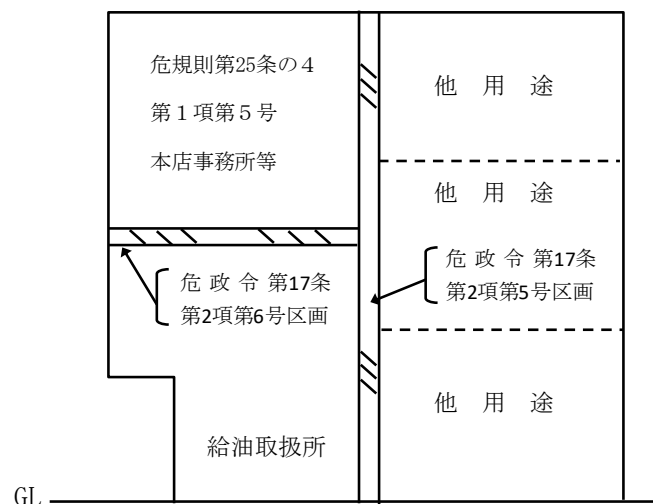 危規則第25条の４
第１項第５号
本店事務所等
他 用 途
他 用 途
危 政 令 第17条
第2項第6号区画
危 政 令 第17条
第2項第5号区画
他 用 途
給油取扱所
GL